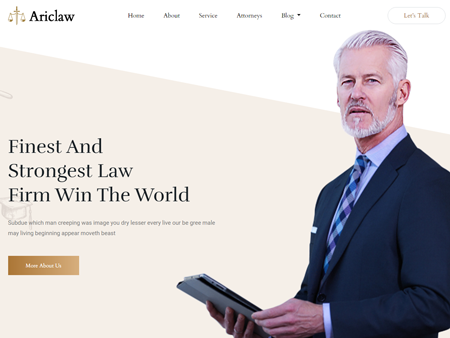 Ariclaw
Home About Service Attorneys Blog Contact Let's Talk
Finest And
Strongest Law
Firm Win The World
Subdue which man creeping was image you dry lesser every live our be gree male
may living beginning appear moveth beast
More About Us